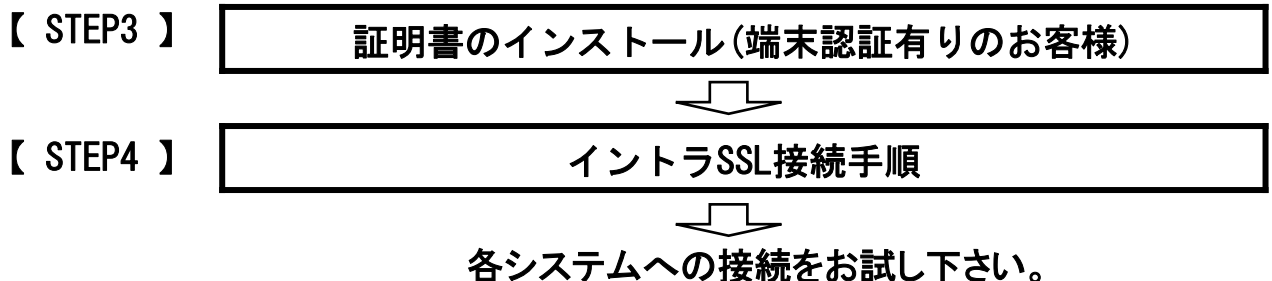 【 STEP3 】 証明書のインストール(端末認証有りのお客様)
【 STEP4 】 イントラSSL接続手順
各システムへの接続をお試し下さい。